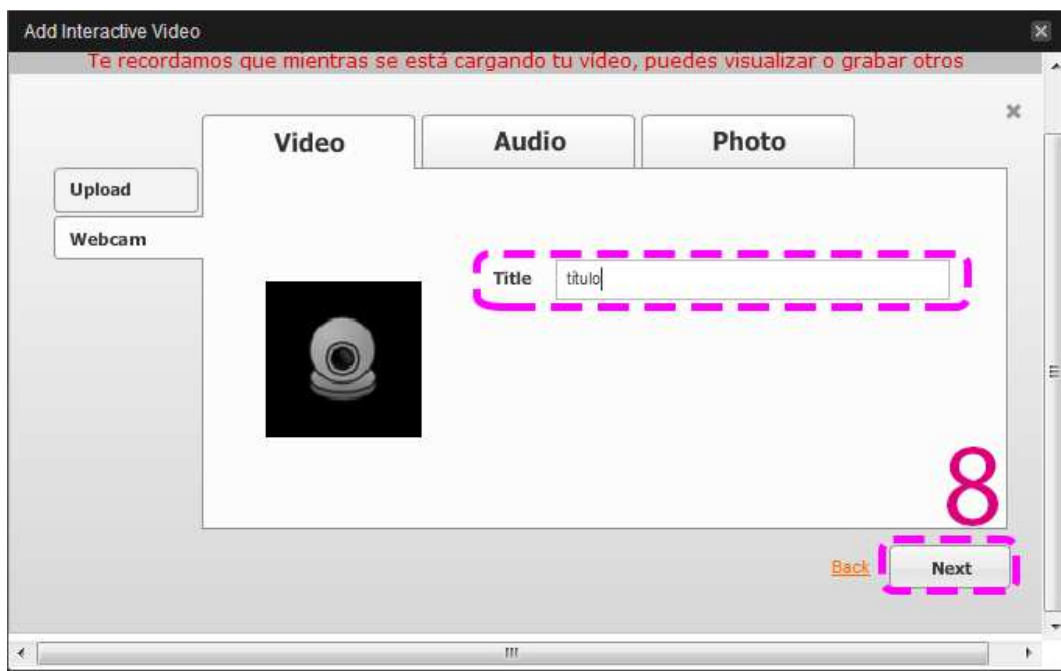 Add Interactive Video
Te recordamos que mientras se está cargando tu vídeo, puedes visualizar o grabar otros
Video Audio Photo
Upload
Webcam
Title título
8
Back Next